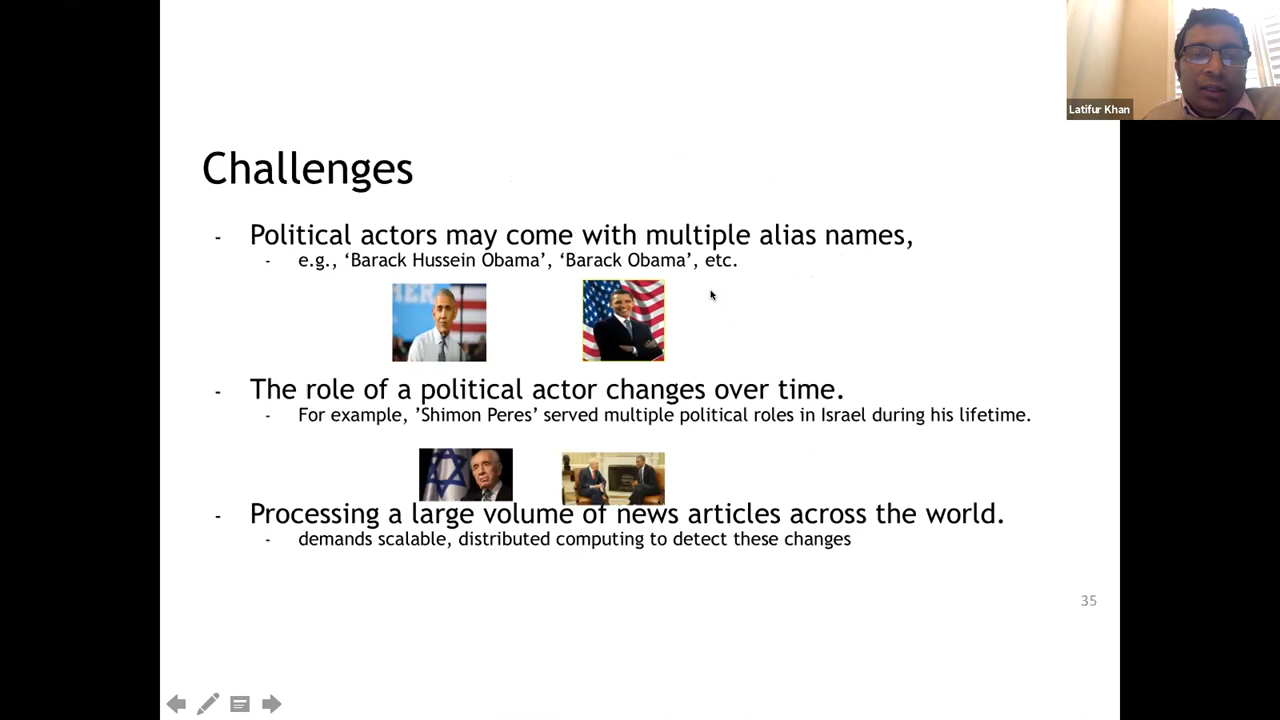 Latifur Khan
Challenges
- Political actors may come with multiple alias names,
- e.g., ‘Barack Hussein Obama’, ‘Barack Obama’, etc.
- The role of a political actor changes over time.
- For example, ’Shimon Peres’ served multiple political roles in Israel during his lifetime.
- Processing a large volume of news articles across the world.
- demands scalable, distributed computing to detect these changes
35